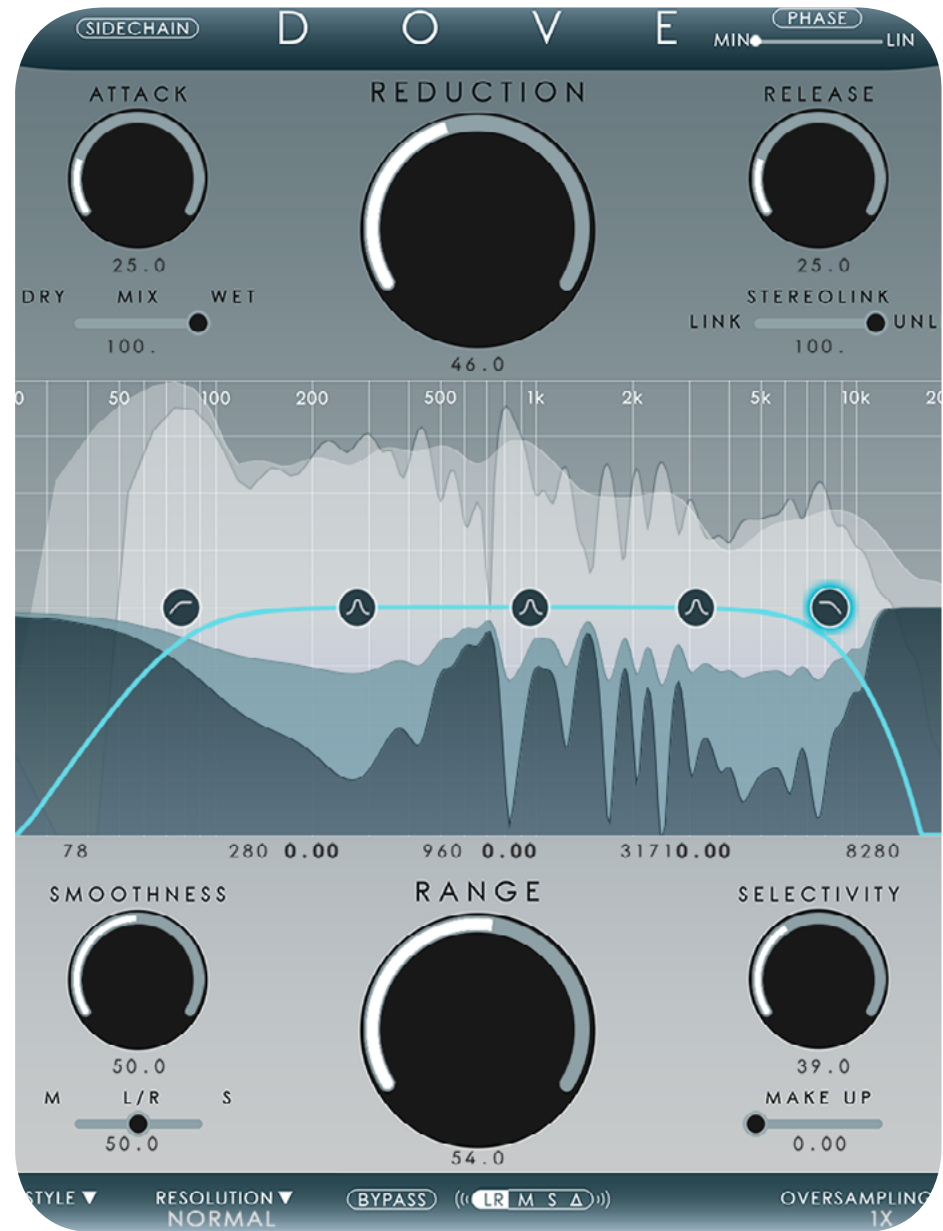 SIDECHAIN
D O V E
PHASE
MIN LIN
ATTACK
REDUCTION
RELEASE
25.0
46.0
25.0
DRY MIX WET
100.
STEREOLINK
LINK UNL
100.
0 50 100 200 500 1k 2k 5k 10k 20
78 280 0.00 960 0.00 3171 0.00 8280
SMOOTHNESS
RANGE
SELECTIVITY
50.0
54.0
39.0
M L/R S
50.0
MAKE UP
0.00
STYLE ▼ RESOLUTION ▼ BYPASS LR M S Δ OVERSAMPLING
NORMAL 1X